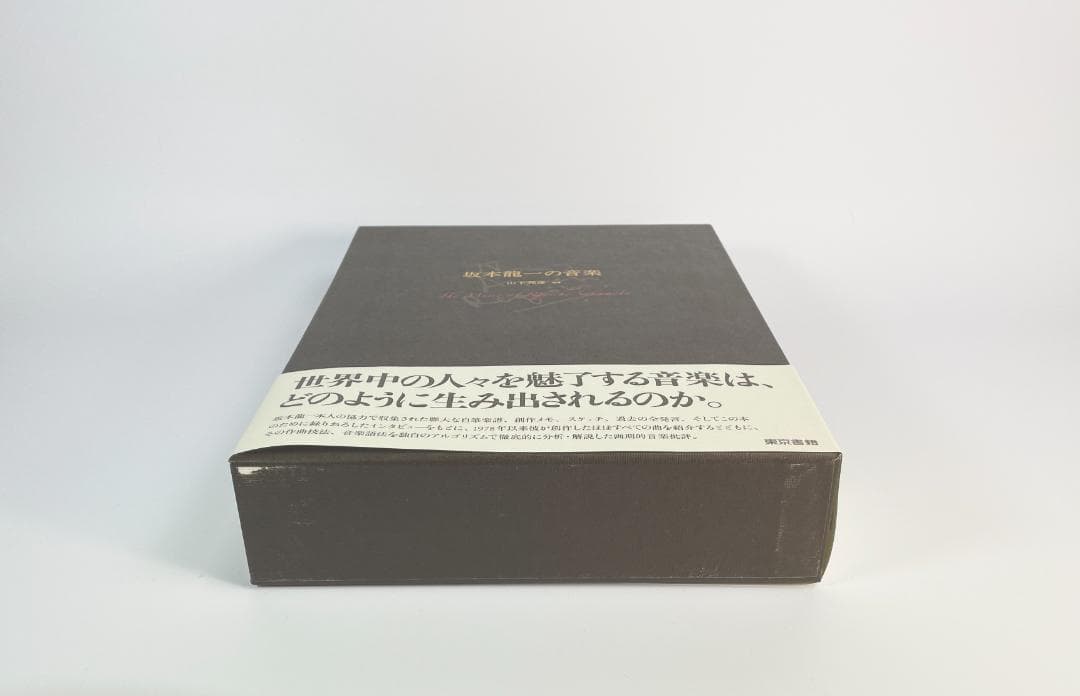 坂本龍一の音楽
山下邦彦 編
The Music of Ryuichi Sakamoto
世界中の人々を魅了する音楽は、
どのように生み出されるのか。
坂本龍一本人の協力で収集された膨大な自筆楽譜、創作メモ、スケッチ、過去の全発言、そしてこの本
のために録りおろしたインタビューをもとに、1978年以来彼が創作したほぼすべての曲を紹介するとともに、
その作曲技法、音楽語法を独自のアルゴリズムで徹底的に分析・解説した画期的音楽批評。
東京書籍